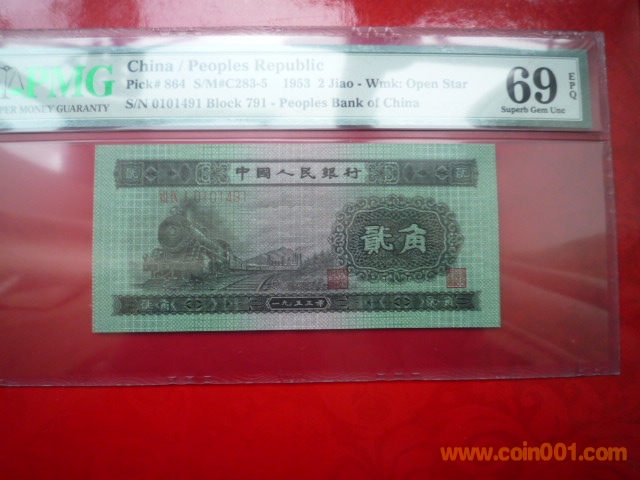 China / Peoples Republic
PMG
Pick# 864 S/M#C283-5 1953 2 Jiao - Wmk: Open Star
PER MONEY GUARANTY
S/N 0101491 Block 791 - Peoples Bank of China
69 EPQ
Superb Gem Unc
中國人民銀行
0101491
貳角
一九五三年
www.coin001.com